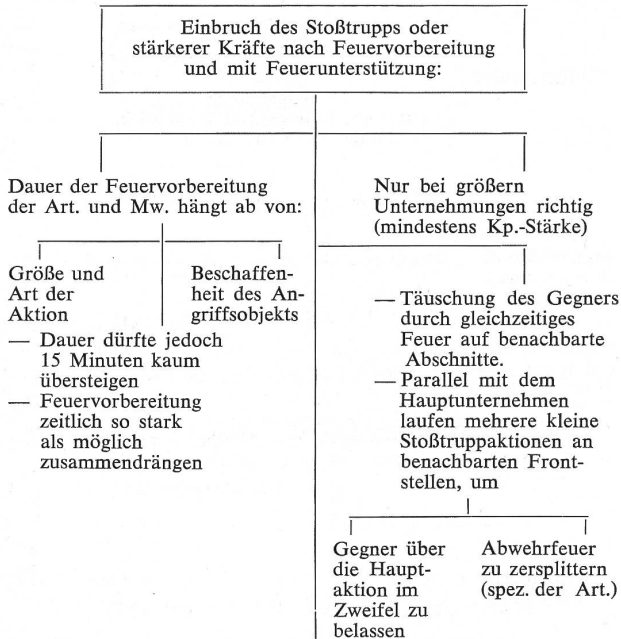 Einbruch des Stoßtrupps oder
stärkerer Kräfte nach Feuervorbereitung
und mit Feuerunterstützung:
Dauer der Feuervorbereitung
der Art. und Mw. hängt ab von:
Größe und
Art der
Aktion
Beschaffen-
heit des An-
griffsobjekts
— Dauer dürfte jedoch
15 Minuten kaum
übersteigen
— Feuervorbereitung
zeitlich so stark
als möglich
zusammendrängen
Nur bei größern
Unternehmungen richtig
(mindestens Kp.-Stärke)
— Täuschung des Gegners
durch gleichzeitiges
Feuer auf benachbarte
Abschnitte.
— Parallel mit dem
Hauptunternehmen
laufen mehrere kleine
Stoßtruppaktionen an
benachbarten Front-
stellen, um
Gegner über
die Haupt-
aktion im
Zweifel zu
belassen
Abwehrfeuer
zu zersplittern
(spez. der Art.)